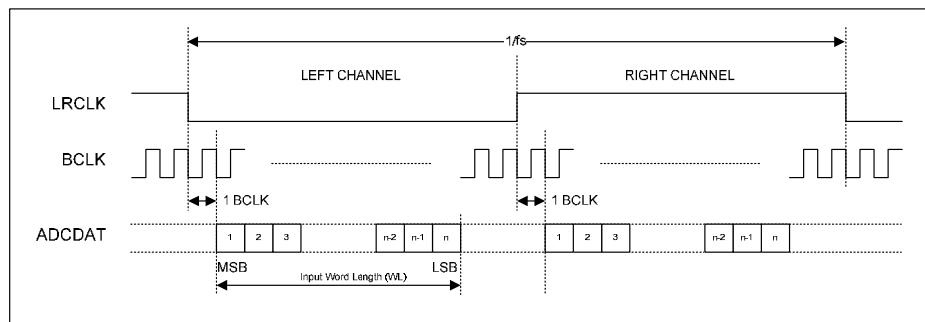 1/fs
LEFT CHANNEL RIGHT CHANNEL
LRCLK
BCLK
1 BCLK 1 BCLK
ADCDAT 1 2 3 n-2 n-1 n 1 2 3 n-2 n-1 n
MSB LSB
Input Word Length (WL)